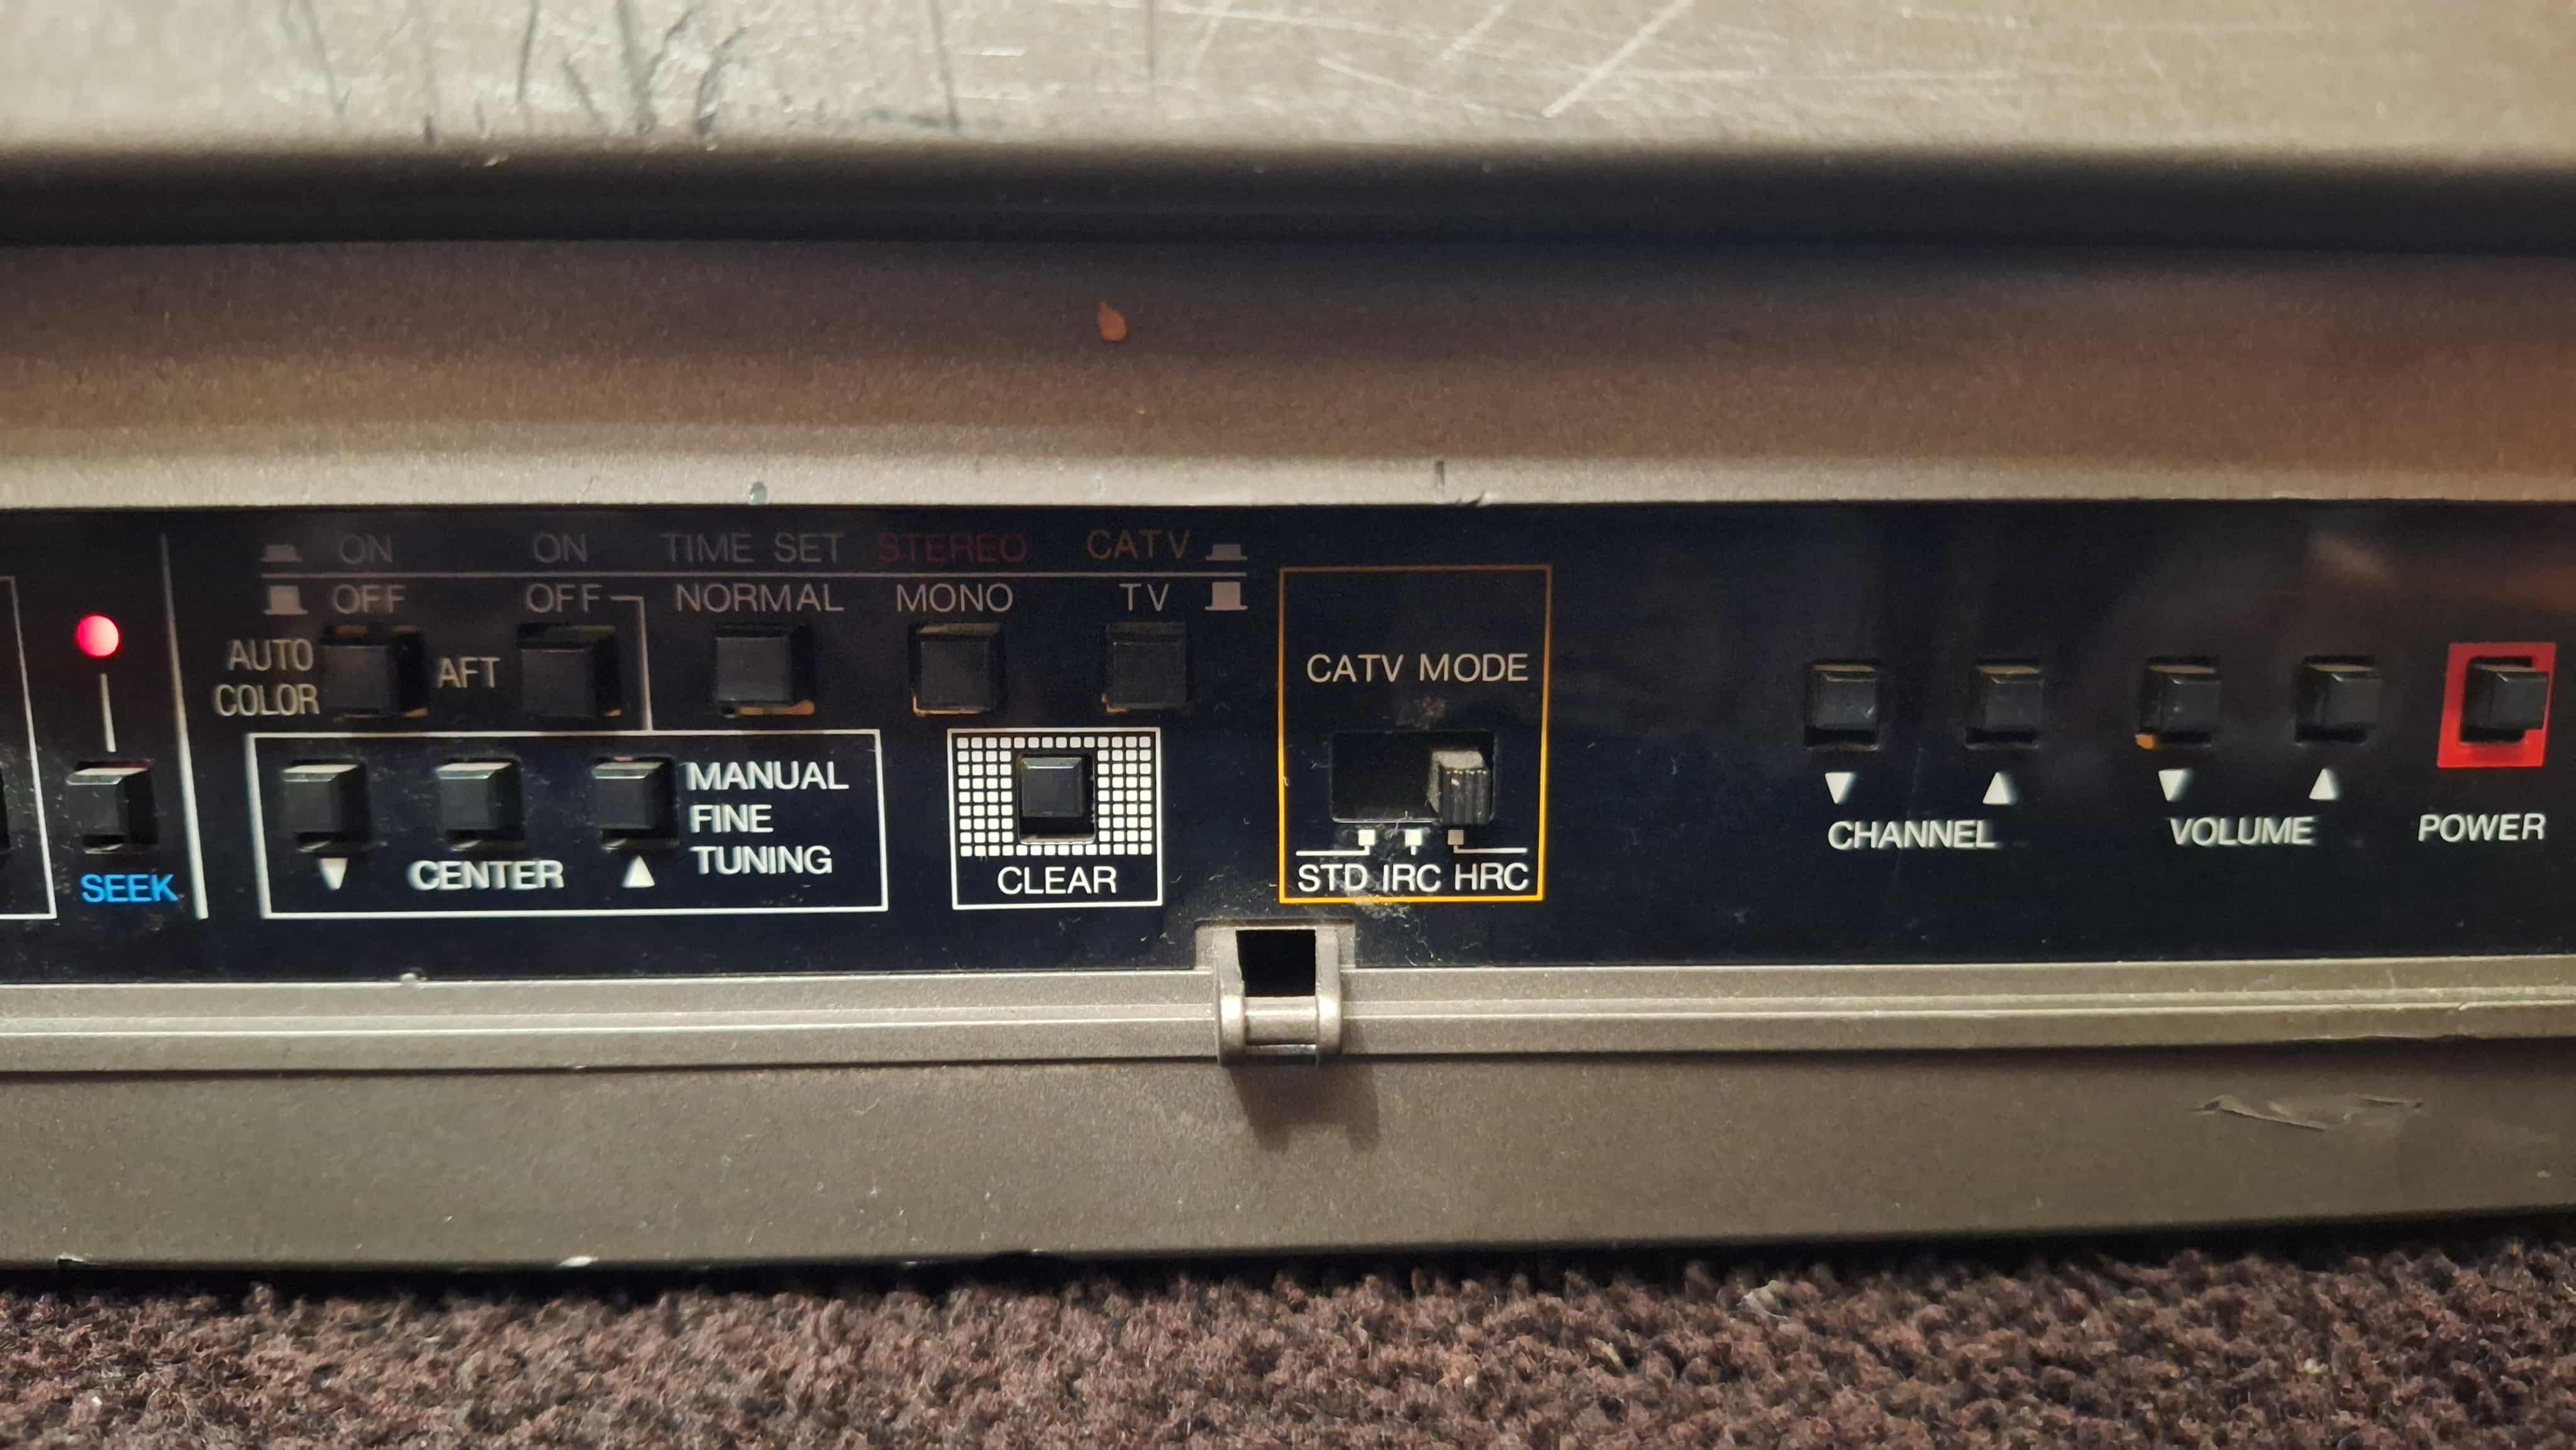 ON ON TIME SET STEREO CATV
OFF OFF NORMAL MONO TV
AUTO
COLOR
AFT
CATV MODE
MANUAL
FINE
TUNING
CENTER
SEEK
CLEAR
STD IRC HRC
CHANNEL
VOLUME
POWER